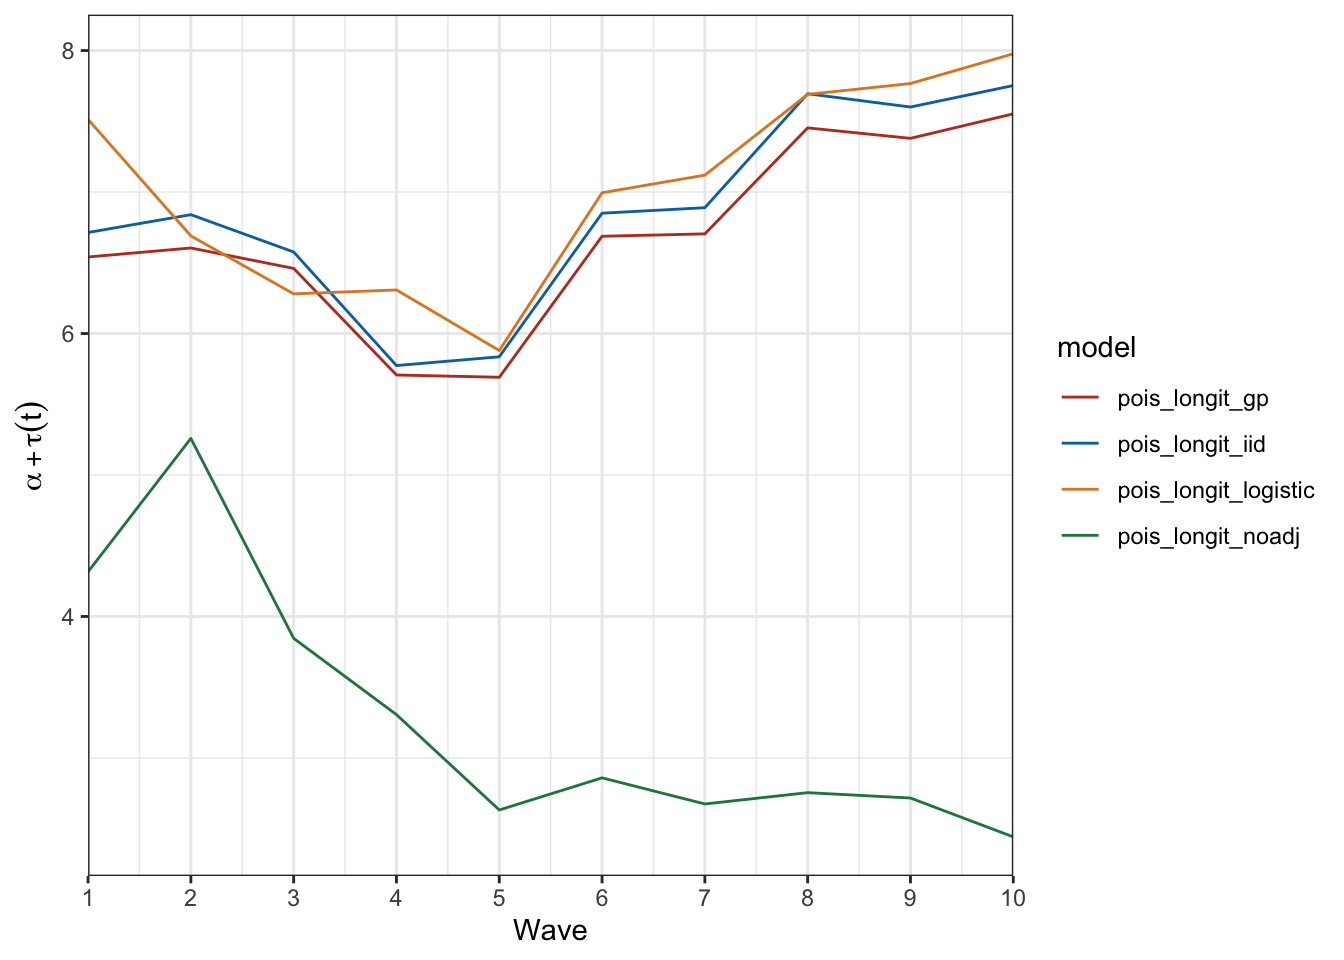 8
6
4
α + τ(t)
1 2 3 4 5 6 7 8 9 10
Wave
model
pois_longit_gp
pois_longit_iid
pois_longit_logistic
pois_longit_noadj